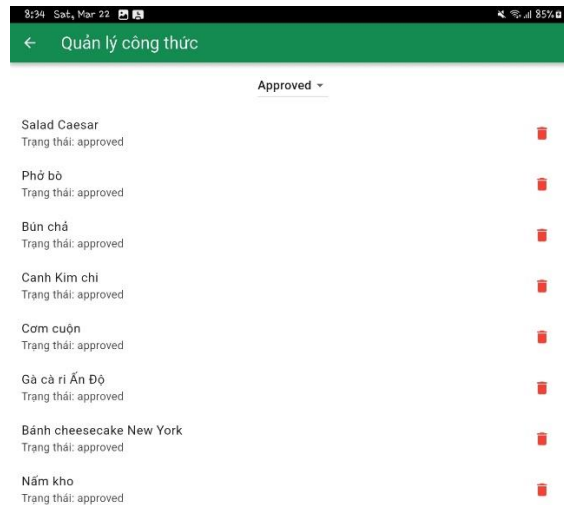 8:34 Sat, Mar 22 85%
Quản lý công thức
Approved
Salad Caesar
Trạng thái: approved
Phở bò
Trạng thái: approved
Bún chả
Trạng thái: approved
Canh Kim chi
Trạng thái: approved
Cơm cuộn
Trạng thái: approved
Gà cà ri Ấn Độ
Trạng thái: approved
Bánh cheesecake New York
Trạng thái: approved
Nấm kho
Trạng thái: approved